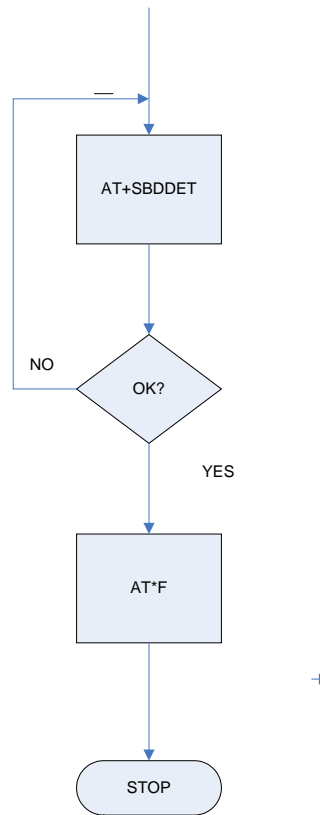 AT+SBDDET
OK?
NO
YES
AT*F
STOP